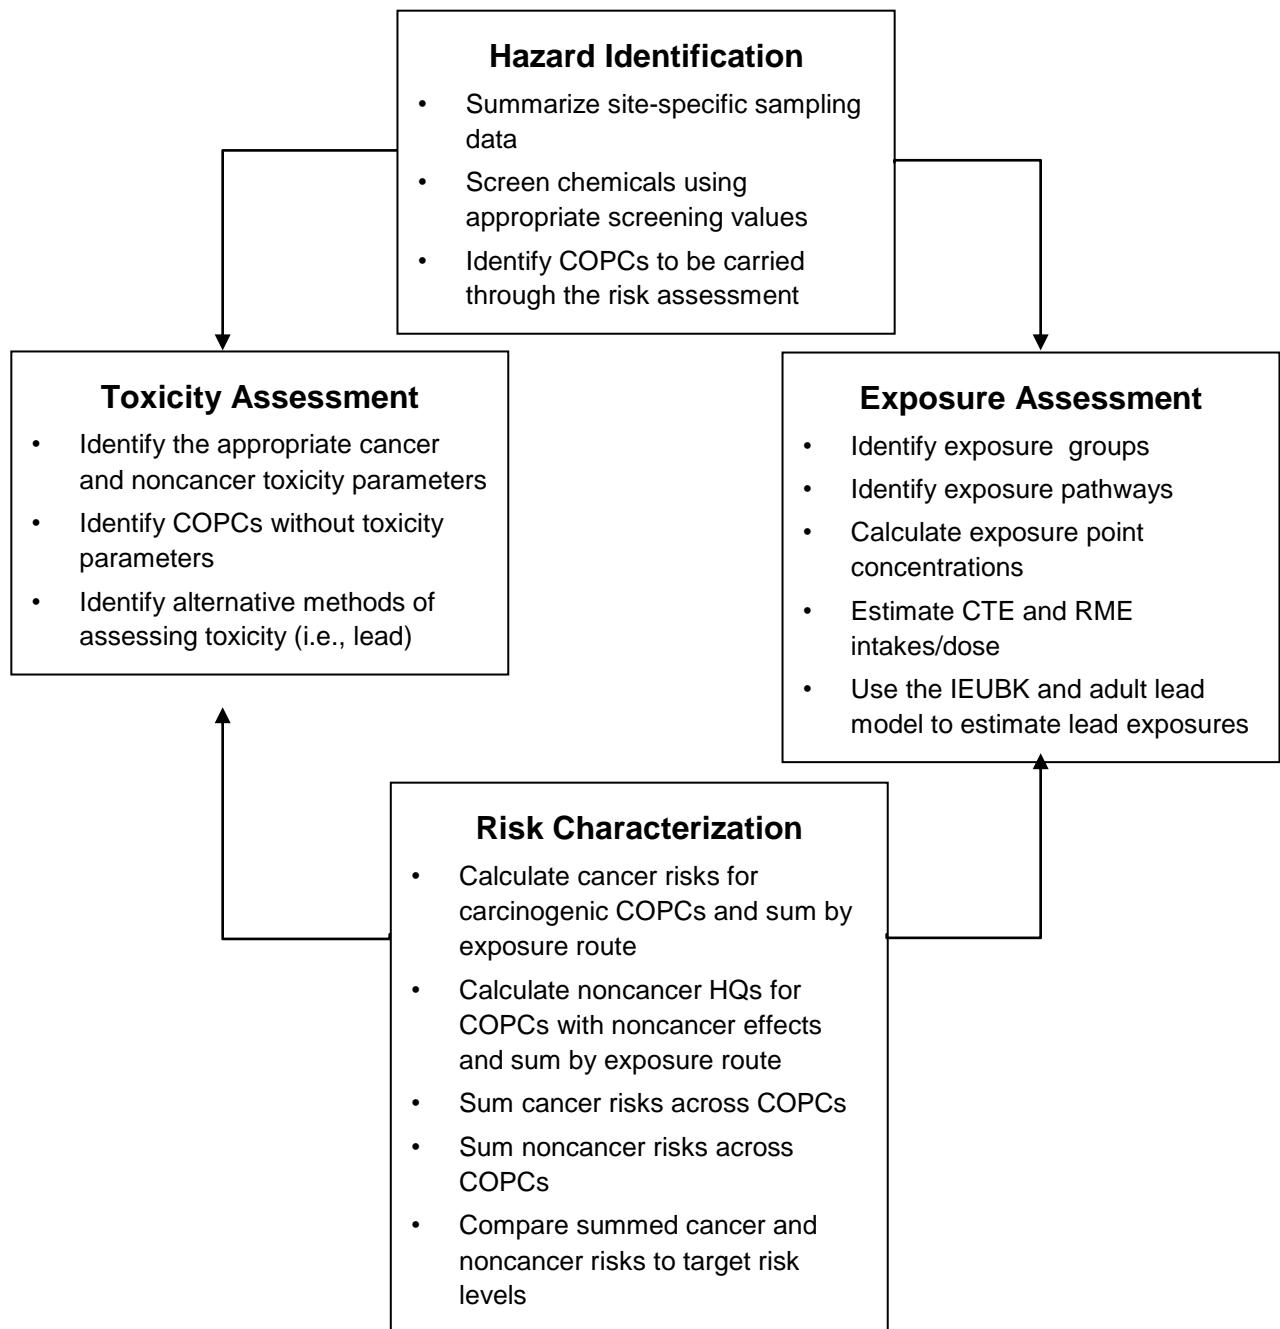 Hazard Identification
• Summarize site-specific sampling
data
• Screen chemicals using
appropriate screening values
• Identify COPCs to be carried
through the risk assessment
Toxicity Assessment
• Identify the appropriate cancer
and noncancer toxicity parameters
• Identify COPCs without toxicity
parameters
• Identify alternative methods of
assessing toxicity (i.e., lead)
Exposure Assessment
• Identify exposure  groups
• Identify exposure pathways
• Calculate exposure point
concentrations
• Estimate CTE and RME
intakes/dose
• Use the IEUBK and adult lead
model to estimate lead exposures
Risk Characterization
• Calculate cancer risks for
carcinogenic COPCs and sum by
exposure route
• Calculate noncancer HQs for
COPCs with noncancer effects
and sum by exposure route
• Sum cancer risks across COPCs
• Sum noncancer risks across
COPCs
• Compare summed cancer and
noncancer risks to target risk
levels